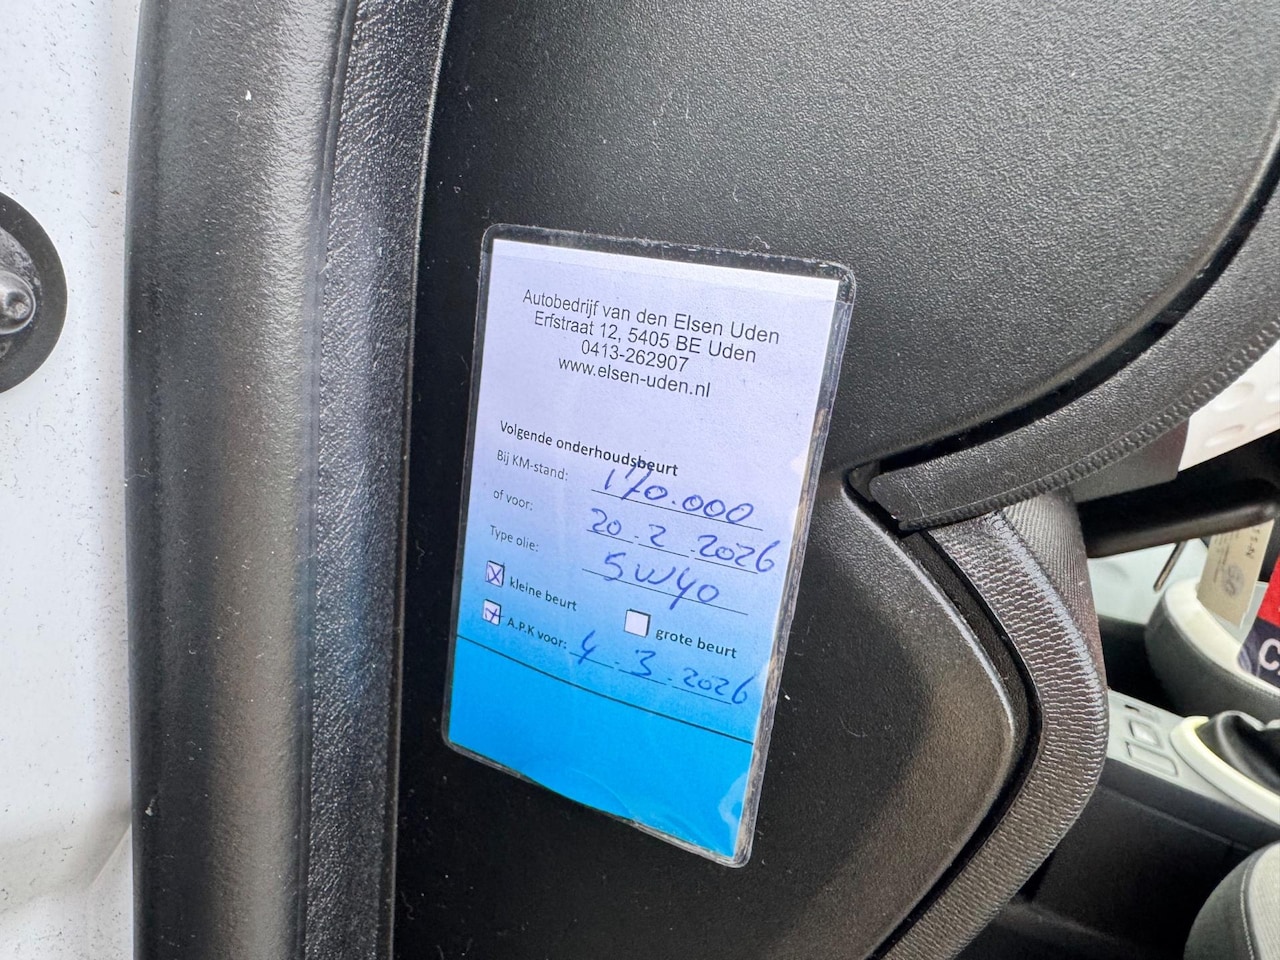 Autobedrijf van den Elsen Uden
Erfstraat 12, 5405 BE Uden
0413-262907
www.elsen-uden.nl
Volgende onderhoudsbeurt
Bij KM-stand: 170.000
of voor: 20.2.2026
Type olie: 5W40
kleine beurt
grote beurt
A.P.K voor: 4.3.2026